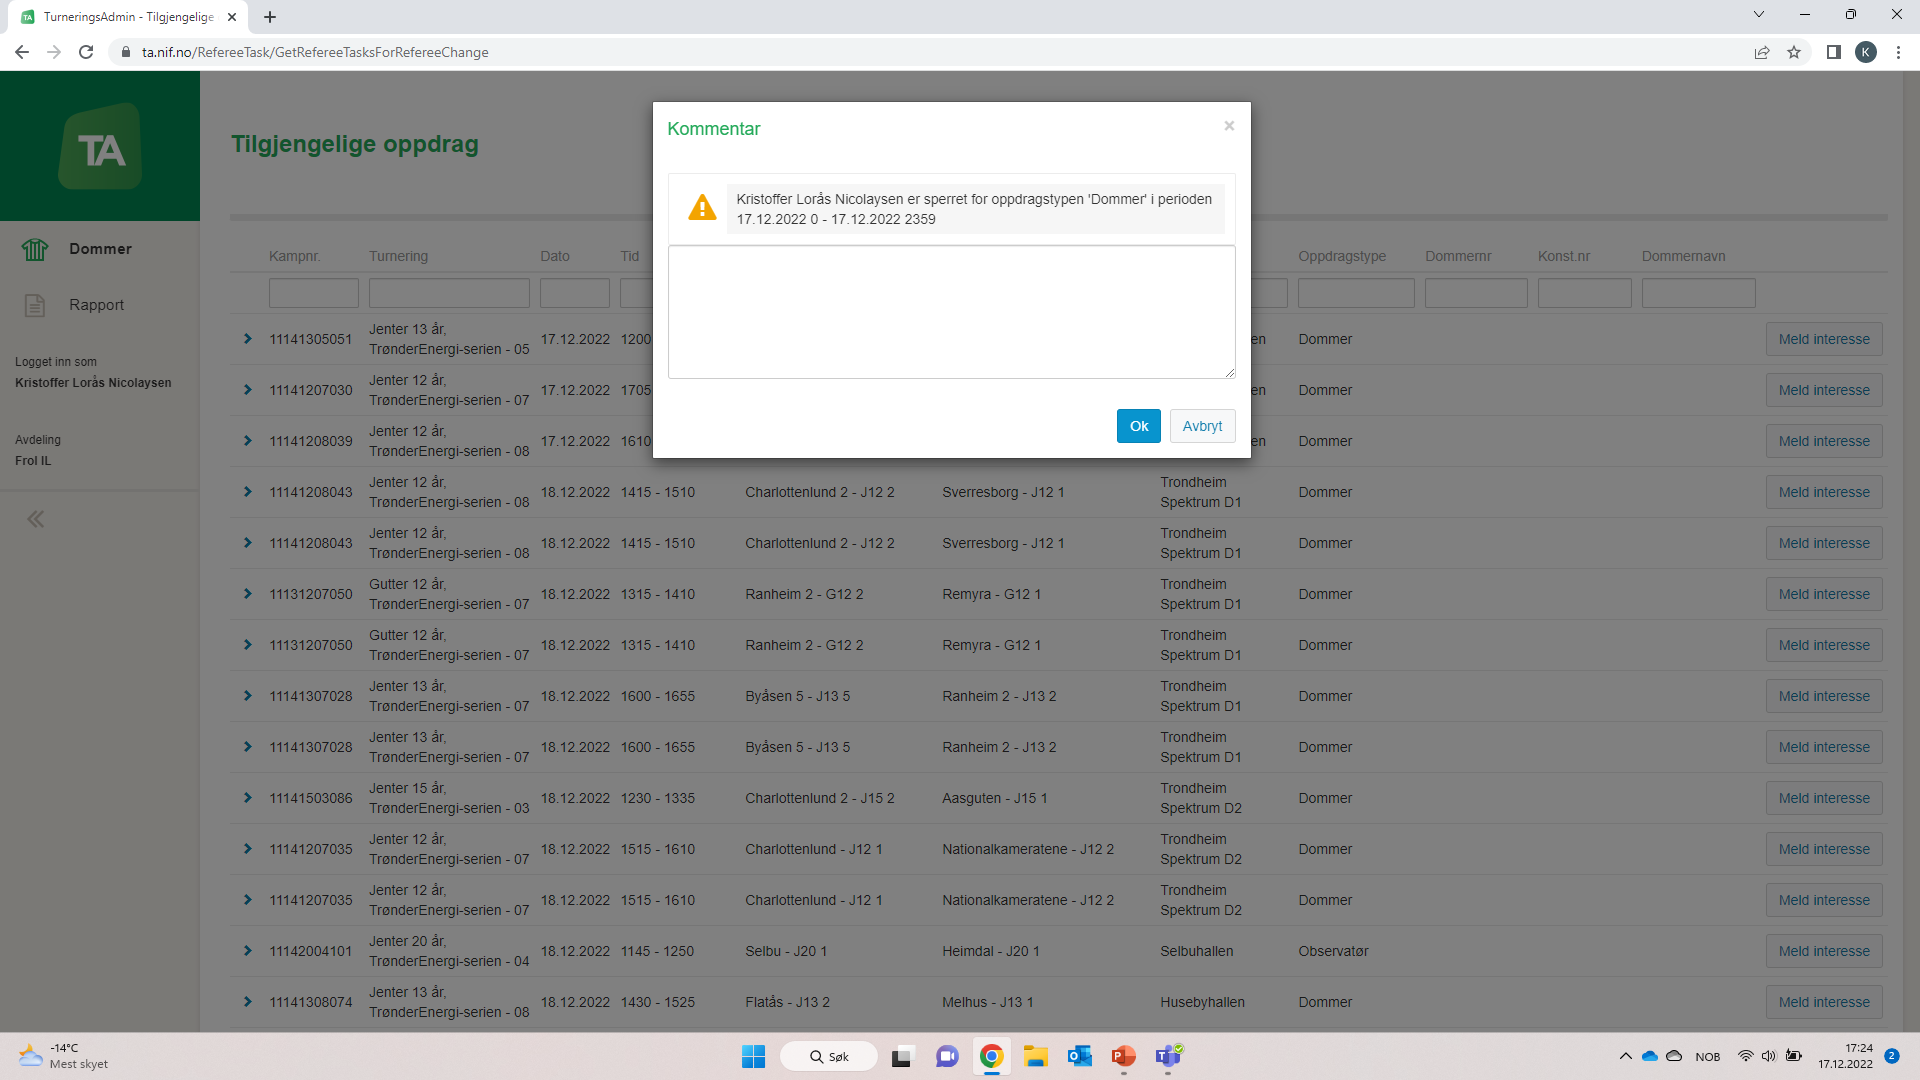 TurneringsAdmin - Tilgjengelige
ta.nif.no/RefereeTask/GetRefereeTasksForRefereeChange
K
TA
Tilgjengelige oppdrag
Dommer
Rapport
Logget inn som
Kristoffer Lorås Nicolaysen
Avdeling
Frol IL
Kommentar
×
Kristoffer Lorås Nicolaysen er sperret for oppdragstypen 'Dommer' i perioden
17.12.2022 0 - 17.12.2022 2359
Ok Avbryt
Kampnr. Turnering Dato Tid Oppdragstype Dommernr Konst.nr Dommernavn
11141305051 Jenter 13 år, TrønderEnergi-serien - 05 17.12.2022 1200 en Dommer Meld interesse
11141207030 Jenter 12 år, TrønderEnergi-serien - 07 17.12.2022 1705 en Dommer Meld interesse
11141208039 Jenter 12 år, TrønderEnergi-serien - 08 17.12.2022 1610 en Dommer Meld interesse
11141208043 Jenter 12 år, TrønderEnergi-serien - 08 18.12.2022 1415 - 1510 Charlottenlund 2 - J12 2 Sverresborg - J12 1 Trondheim Spektrum D1 Dommer Meld interesse
11141208043 Jenter 12 år, TrønderEnergi-serien - 08 18.12.2022 1415 - 1510 Charlottenlund 2 - J12 2 Sverresborg - J12 1 Trondheim Spektrum D1 Dommer Meld interesse
11131207050 Gutter 12 år, TrønderEnergi-serien - 07 18.12.2022 1315 - 1410 Ranheim 2 - G12 2 Remyra - G12 1 Trondheim Spektrum D1 Dommer Meld interesse
11131207050 Gutter 12 år, TrønderEnergi-serien - 07 18.12.2022 1315 - 1410 Ranheim 2 - G12 2 Remyra - G12 1 Trondheim Spektrum D1 Dommer Meld interesse
11141307028 Jenter 13 år, TrønderEnergi-serien - 07 18.12.2022 1600 - 1655 Byåsen 5 - J13 5 Ranheim 2 - J13 2 Trondheim Spektrum D1 Dommer Meld interesse
11141307028 Jenter 13 år, TrønderEnergi-serien - 07 18.12.2022 1600 - 1655 Byåsen 5 - J13 5 Ranheim 2 - J13 2 Trondheim Spektrum D1 Dommer Meld interesse
11141503086 Jenter 15 år, TrønderEnergi-serien - 03 18.12.2022 1230 - 1335 Charlottenlund 2 - J15 2 Aasguten - J15 1 Trondheim Spektrum D2 Dommer Meld interesse
11141207035 Jenter 12 år, TrønderEnergi-serien - 07 18.12.2022 1515 - 1610 Charlottenlund - J12 1 Nationalkameratene - J12 2 Trondheim Spektrum D2 Dommer Meld interesse
11141207035 Jenter 12 år, TrønderEnergi-serien - 07 18.12.2022 1515 - 1610 Charlottenlund - J12 1 Nationalkameratene - J12 2 Trondheim Spektrum D2 Dommer Meld interesse
11142004101 Jenter 20 år, TrønderEnergi-serien - 04 18.12.2022 1145 - 1250 Selbu - J20 1 Heimdal - J20 1 Selbuhallen Observatør Meld interesse
11141308074 Jenter 13 år, TrønderEnergi-serien - 08 18.12.2022 1430 - 1525 Flatås - J13 2 Melhus - J13 1 Husebyhallen Dommer Meld interesse
-14°C
Mest skyet
Søk
NOB
17:24
17.12.2022
2